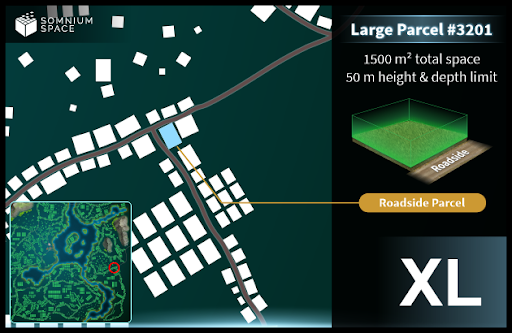 SOMNIUM
SPACE
Large Parcel #3201
1500 m² total space
50 m height & depth limit
Roadside
Roadside Parcel
XL